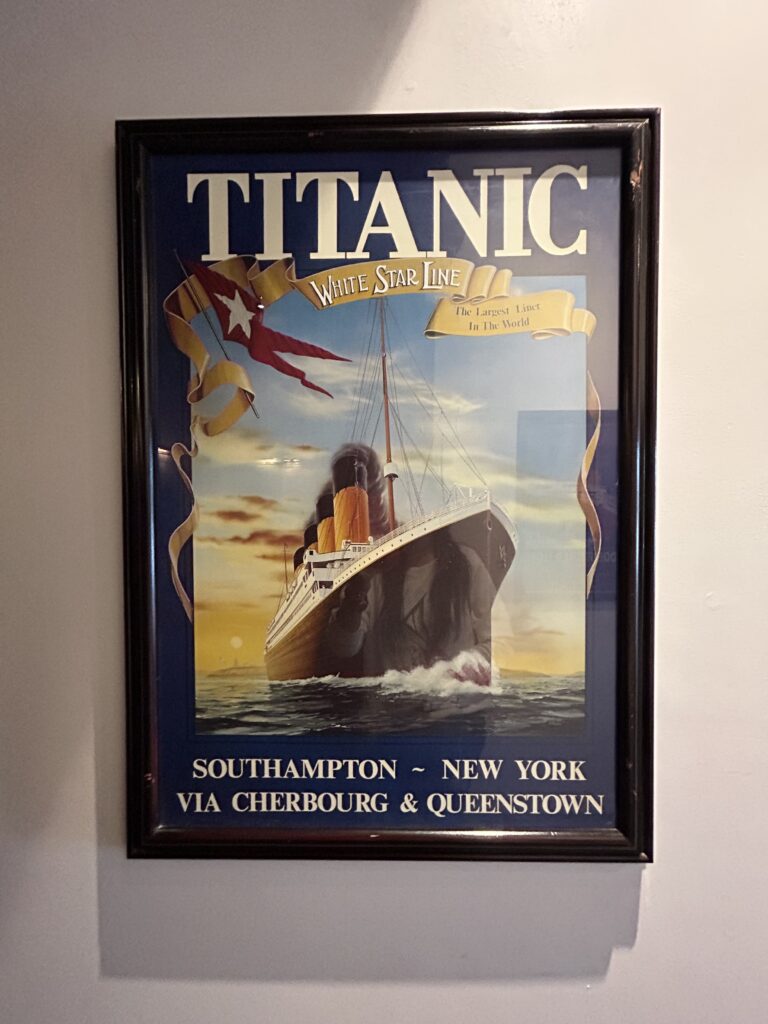 TITANIC
WHITE STAR LINE
The Largest Liner
In The World
SOUTHAMPTON ~ NEW YORK
VIA CHERBOURG & QUEENSTOWN